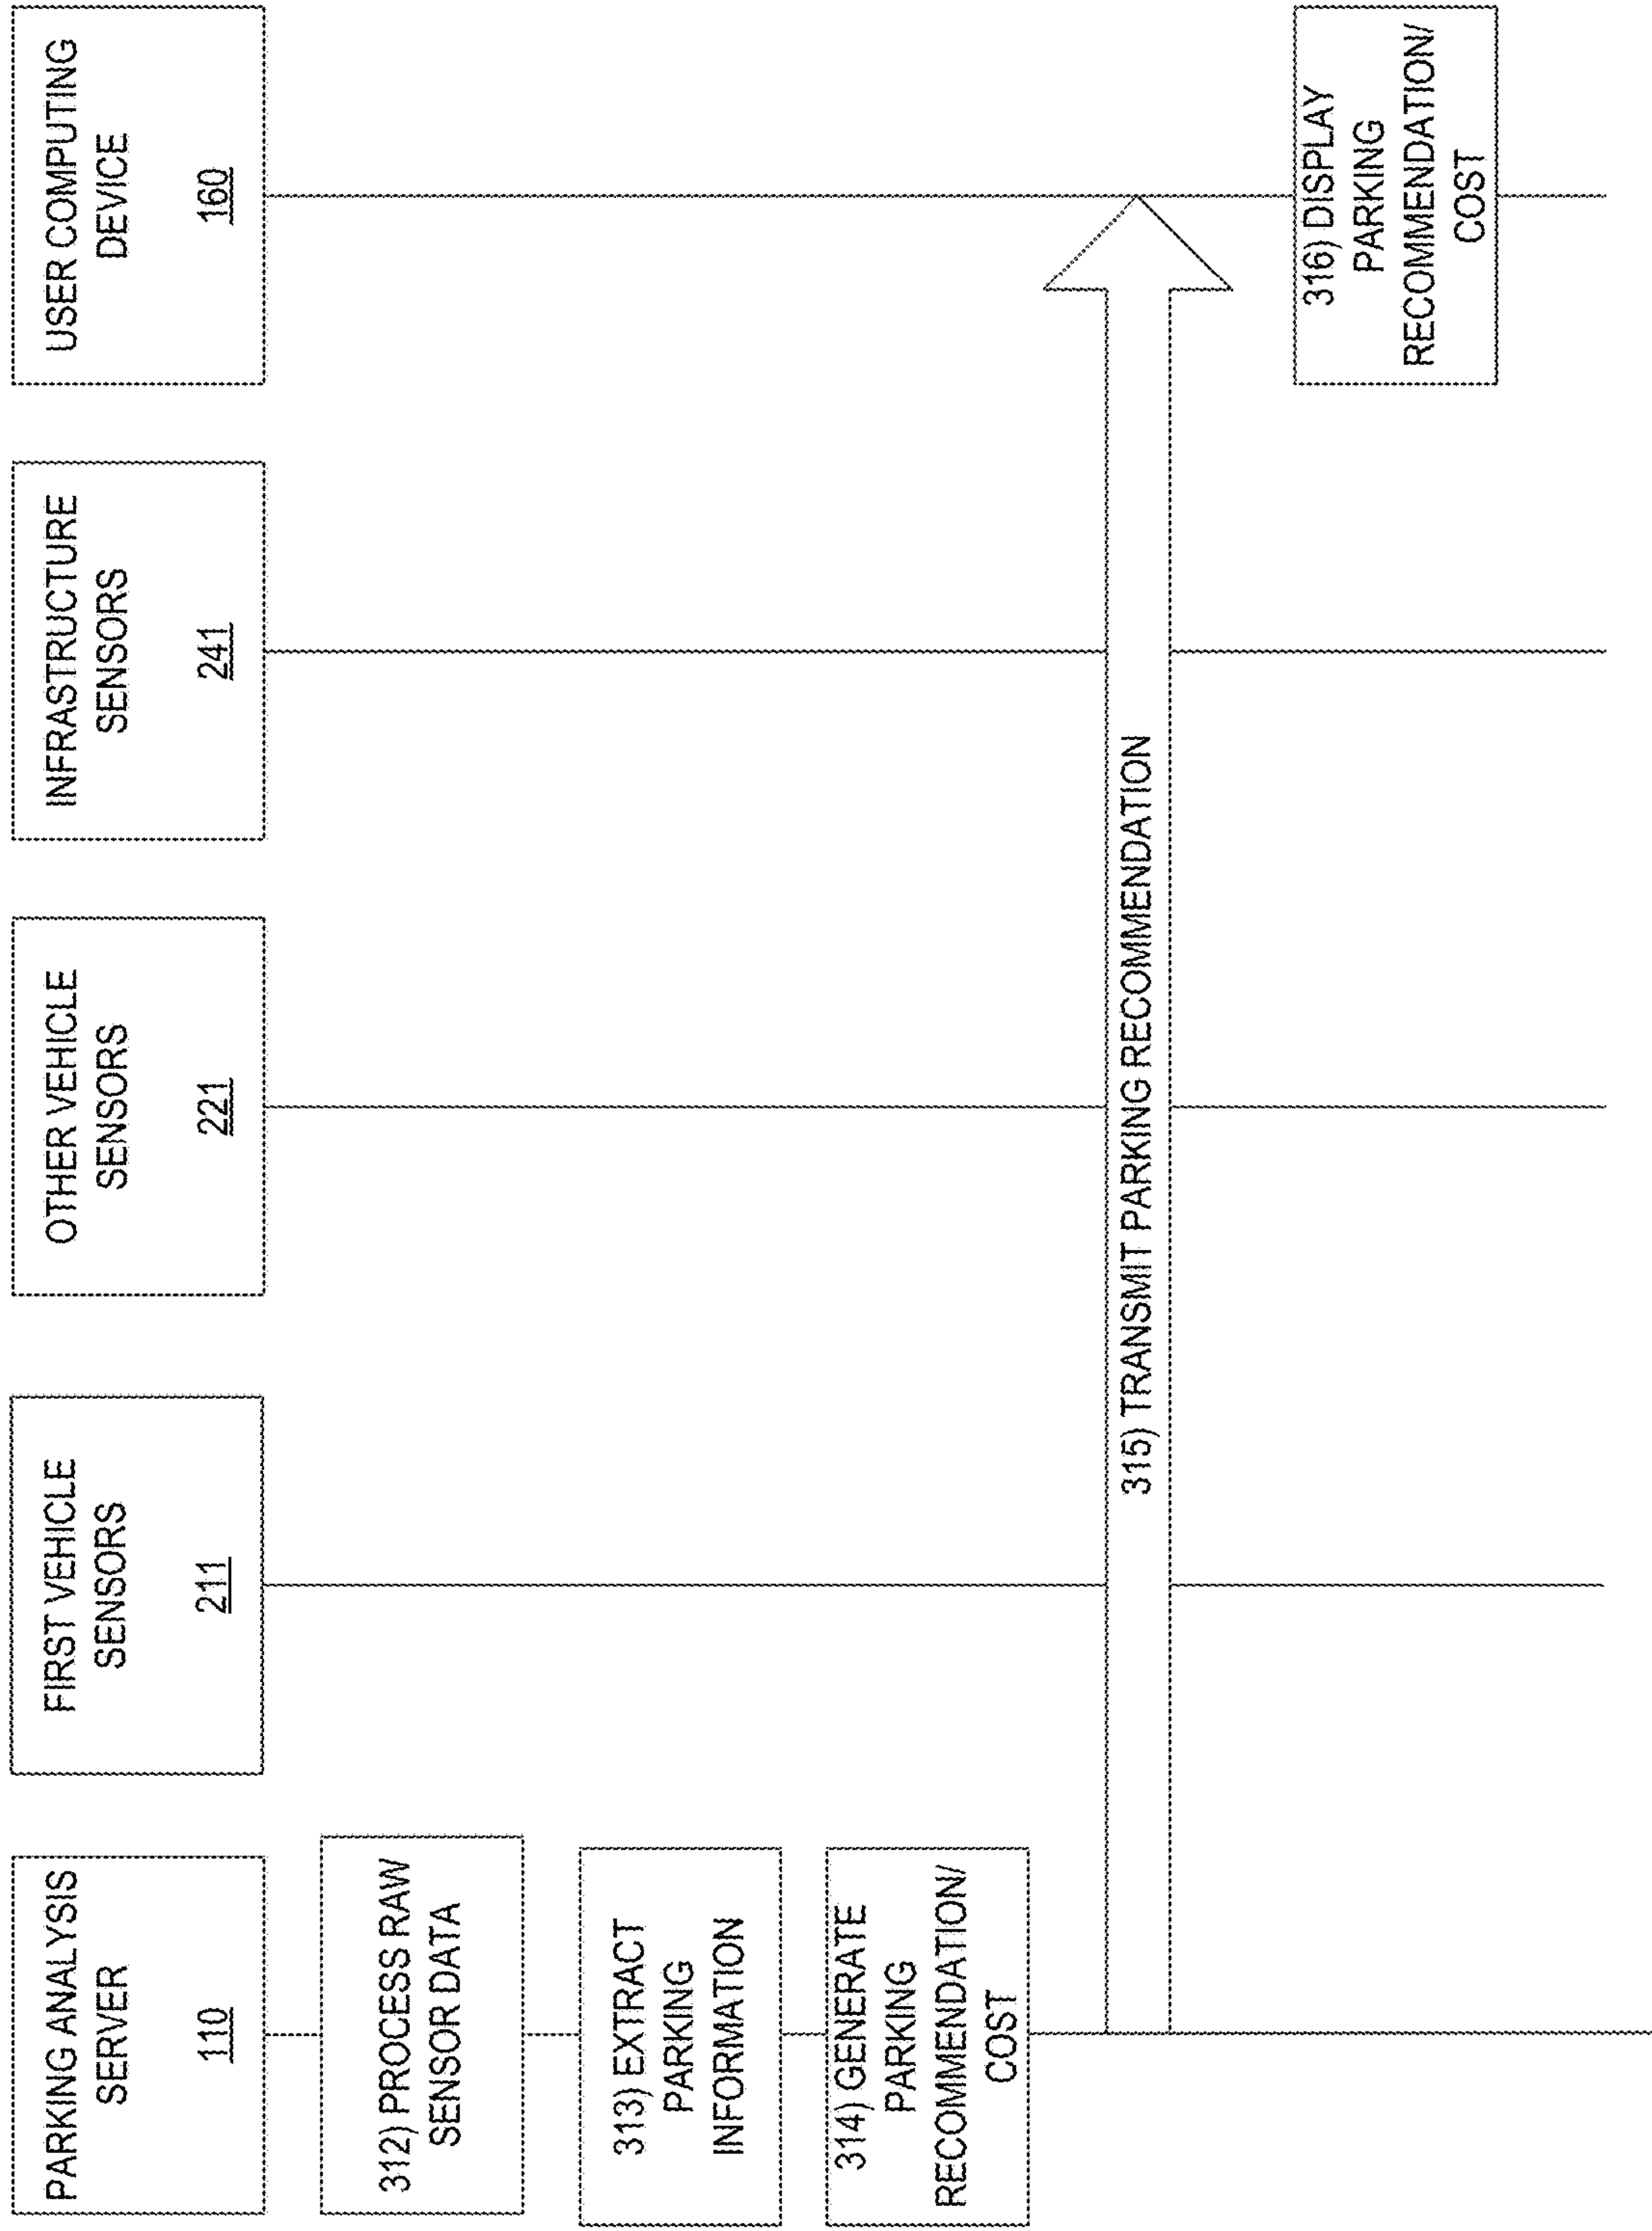 PARKING ANALYSIS
SERVER
110
FIRST VEHICLE
SENSORS
211
OTHER VEHICLE
SENSORS
221
INFRASTRUCTURE
SENSORS
241
USER COMPUTING
DEVICE
160
312) PROCESS RAW
SENSOR DATA
313) EXTRACT
PARKING
INFORMATION
314) GENERATE
PARKING
RECOMMENDATION/
COST
315) TRANSMIT PARKING RECOMMENDATION
316) DISPLAY
PARKING
RECOMMENDATION/
COST